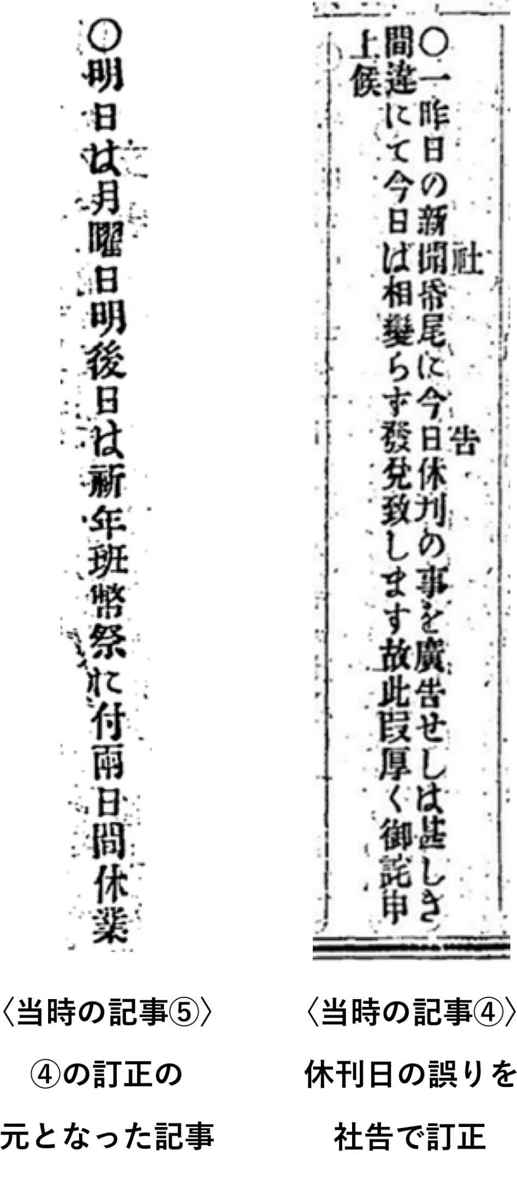 社告
〇一昨日の新聞帋尾に今日休刋の事を廣告せしは甚しき
間違にて今日ば相變らず發兌致します故此段厚く御詫申
上候
〇明日は月曜日明後日は祈年班幣祭に付兩日間休業
〈当時の記事④〉
休刊日の誤りを
社告で訂正
〈当時の記事⑤〉
④の訂正の
元となった記事